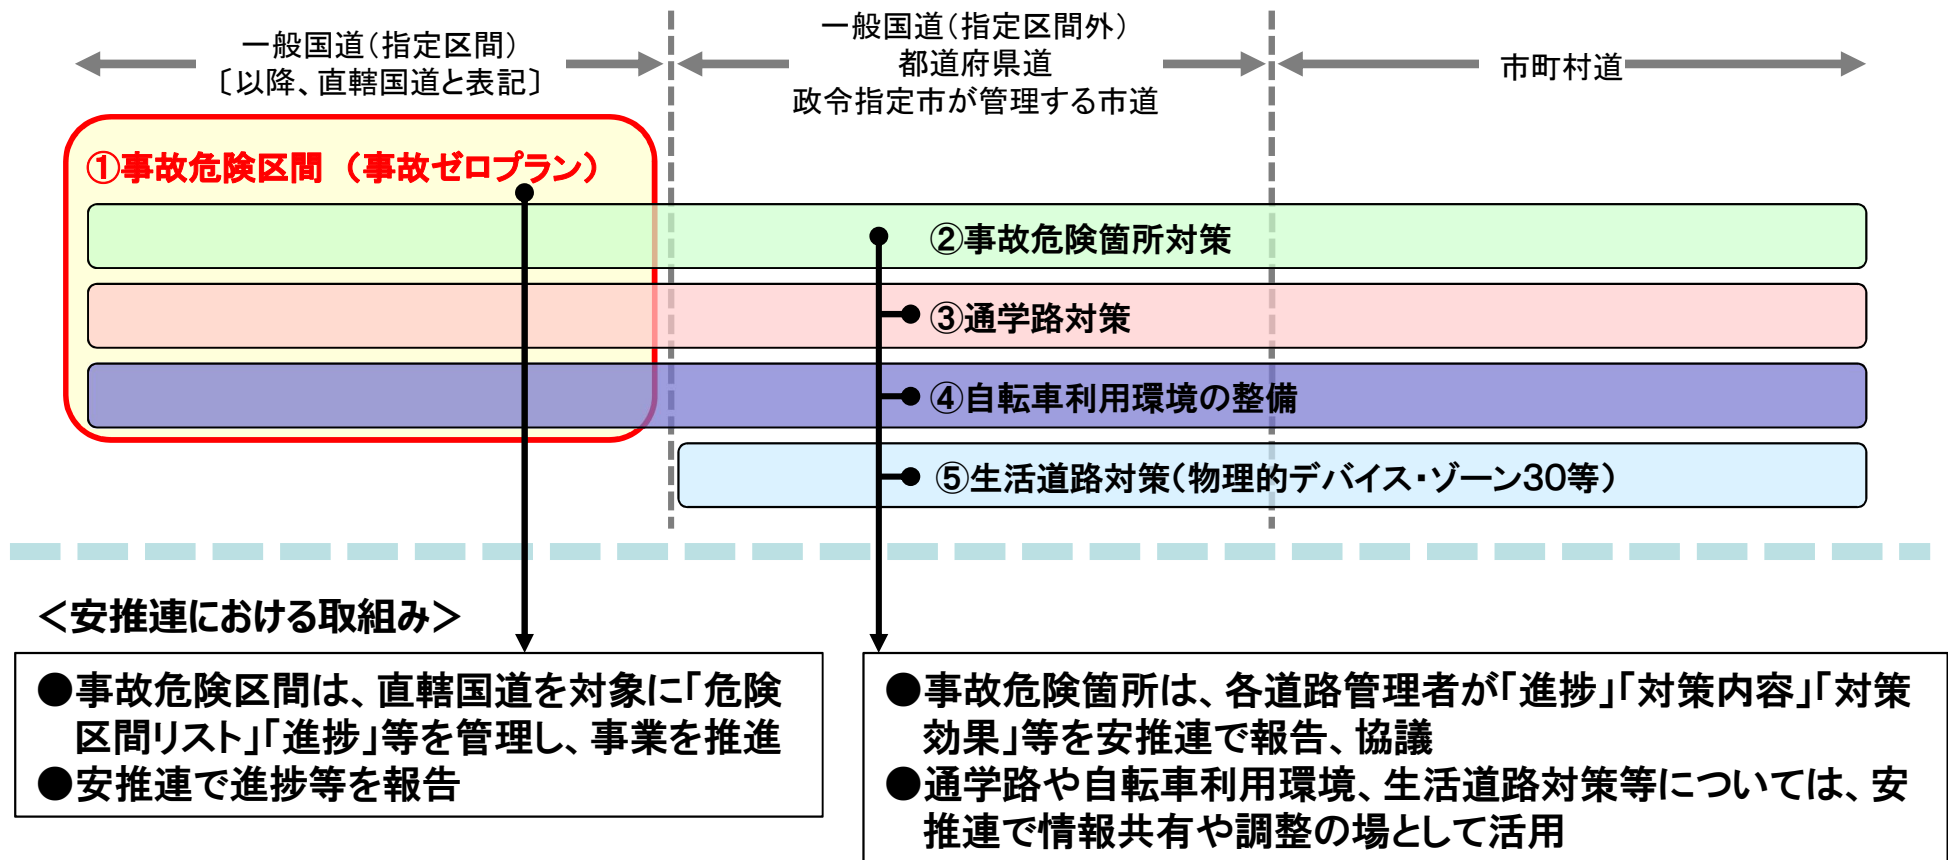 一般国道（指定区間）
〔以降、直轄国道と表記〕
一般国道（指定区間外）
都道府県道
政令指定市が管理する市道
市町村道
①事故危険区間 （事故ゼロプラン）
②事故危険箇所対策
③通学路対策
④自転車利用環境の整備
⑤生活道路対策（物理的デバイス・ゾーン30等）
＜安推連における取組み＞
●事故危険区間は、直轄国道を対象に「危険
区間リスト」「進捗」等を管理し、事業を推進
●安推連で進捗等を報告
●事故危険箇所は、各道路管理者が「進捗」「対策内容」「対策
効果」等を安推連で報告、協議
●通学路や自転車利用環境、生活道路対策等については、安
推連で情報共有や調整の場として活用